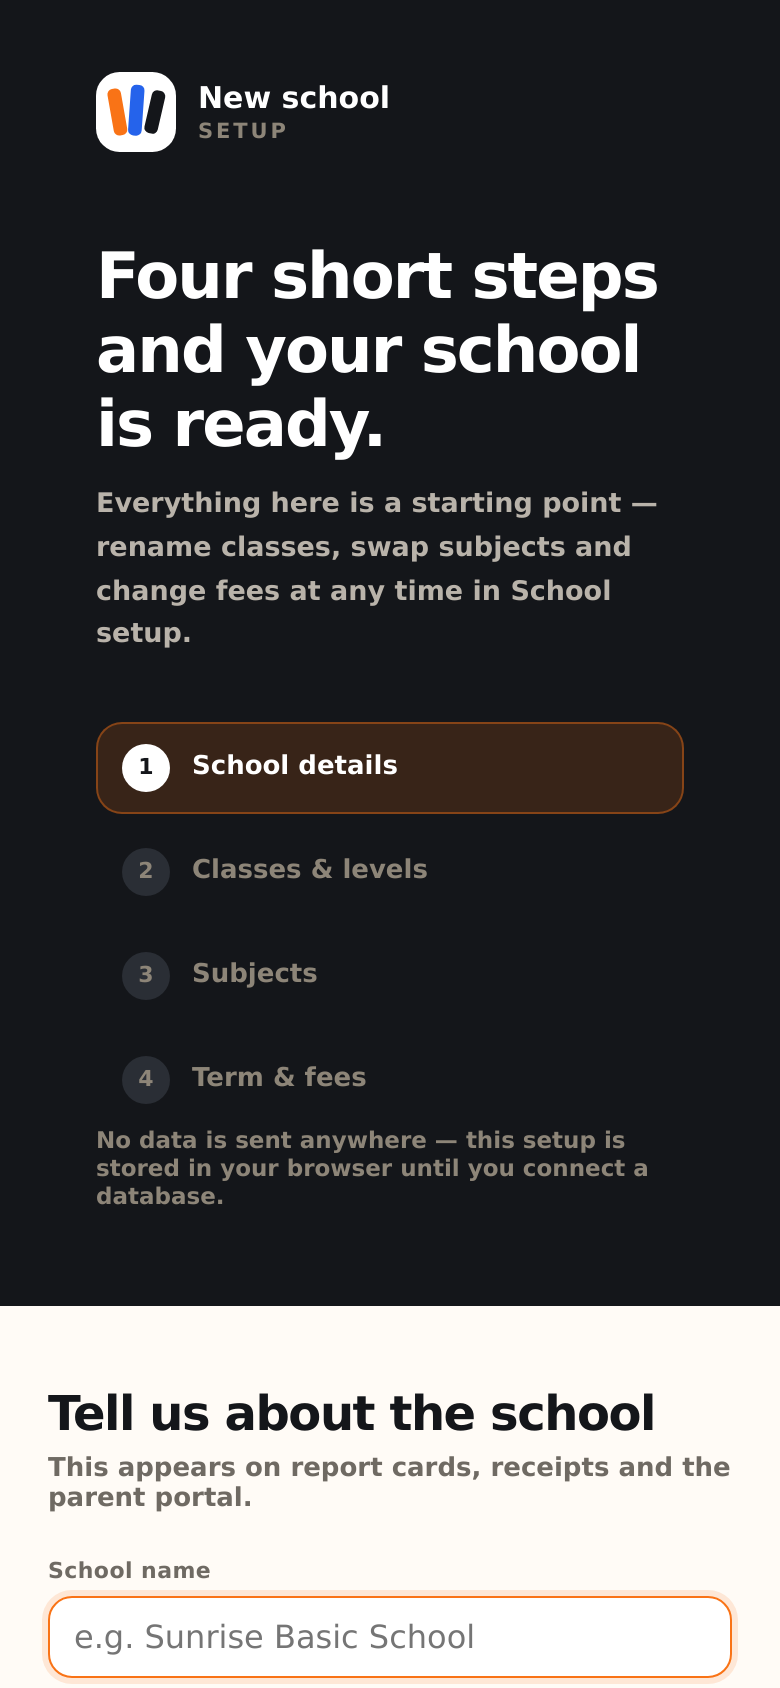 New school
SETUP
Four short steps
and your school
is ready.
Everything here is a starting point —
rename classes, swap subjects and
change fees at any time in School
setup.
1 School details
2 Classes & levels
3 Subjects
4 Term & fees
No data is sent anywhere — this setup is
stored in your browser until you connect a
database.
Tell us about the school
This appears on report cards, receipts and the
parent portal.
School name
e.g. Sunrise Basic School